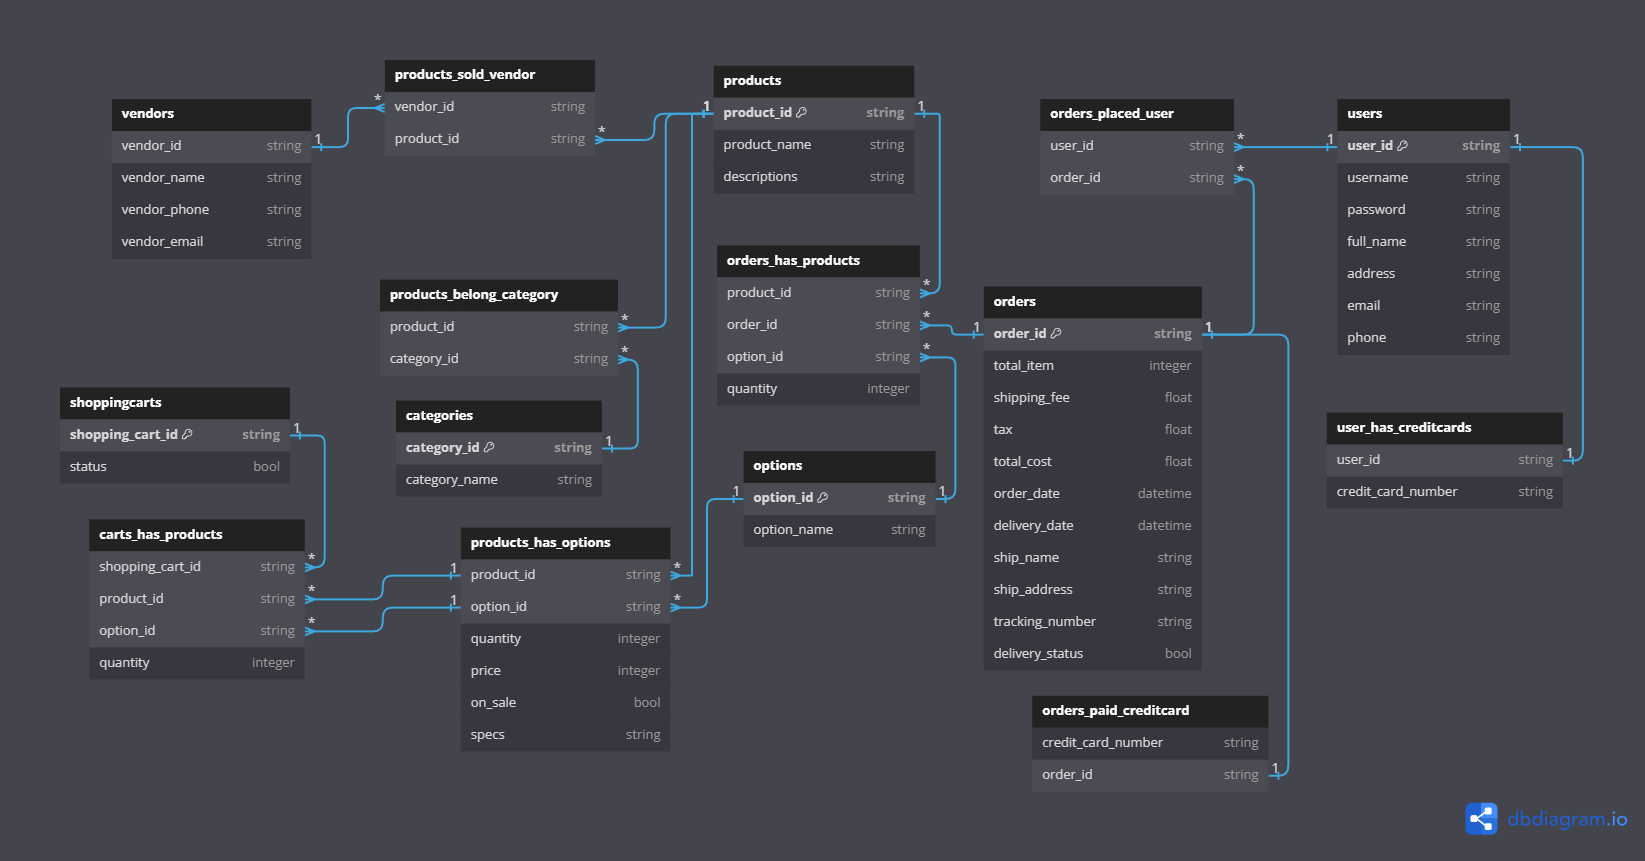 vendors
vendor_id string
vendor_name string
vendor_phone string
vendor_email string
1
*
products_sold_vendor
vendor_id string
product_id string
*
1
products
product_id string
product_name string
descriptions string
1
orders_placed_user
user_id string
order_id string
*
*
1
users
user_id string
username string
password string
full_name string
address string
email string
phone string
1
products_belong_category
product_id string
category_id string
*
*
orders_has_products
product_id string
order_id string
option_id string
quantity integer
*
*
*
1
orders
order_id string
total_item integer
shipping_fee float
tax float
total_cost float
order_date datetime
delivery_date datetime
ship_name string
ship_address string
tracking_number string
delivery_status bool
1
shoppingcarts
shopping_cart_id string
status bool
1
categories
category_id string
category_name string
1
user_has_creditcards
user_id string
credit_card_number string
1
options
option_id string
option_name string
1
1
carts_has_products
shopping_cart_id string
product_id string
option_id string
quantity integer
*
*
*
1
1
products_has_options
product_id string
option_id string
quantity integer
price integer
on_sale bool
specs string
*
*
orders_paid_creditcard
credit_card_number string
order_id string
1
dbdiagram.io